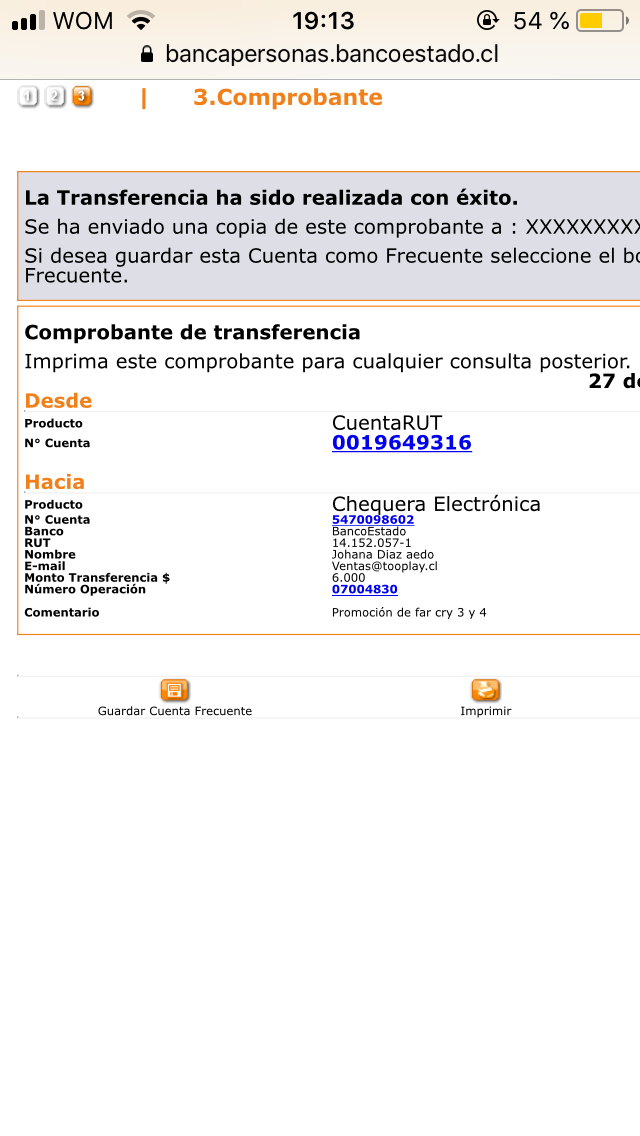 WOM 19:13 54 %
bancapersonas.bancoestado.cl
1 2 3 | 3.Comprobante
La Transferencia ha sido realizada con éxito.
Se ha enviado una copia de este comprobante a : XXXXXXXXX
Si desea guardar esta Cuenta como Frecuente seleccione el bo
Frecuente.
Comprobante de transferencia
Imprima este comprobante para cualquier consulta posterior.
27 de
Desde
Producto CuentaRUT
N° Cuenta 0019649316
Hacia
Producto Chequera Electrónica
N° Cuenta 5470098602
Banco BancoEstado
RUT 14.152.057-1
Nombre Johana Diaz aedo
E-mail Ventas@tooplay.cl
Monto Transferencia $ 6.000
Número Operación 07004830
Comentario Promoción de far cry 3 y 4
Guardar Cuenta Frecuente Imprimir